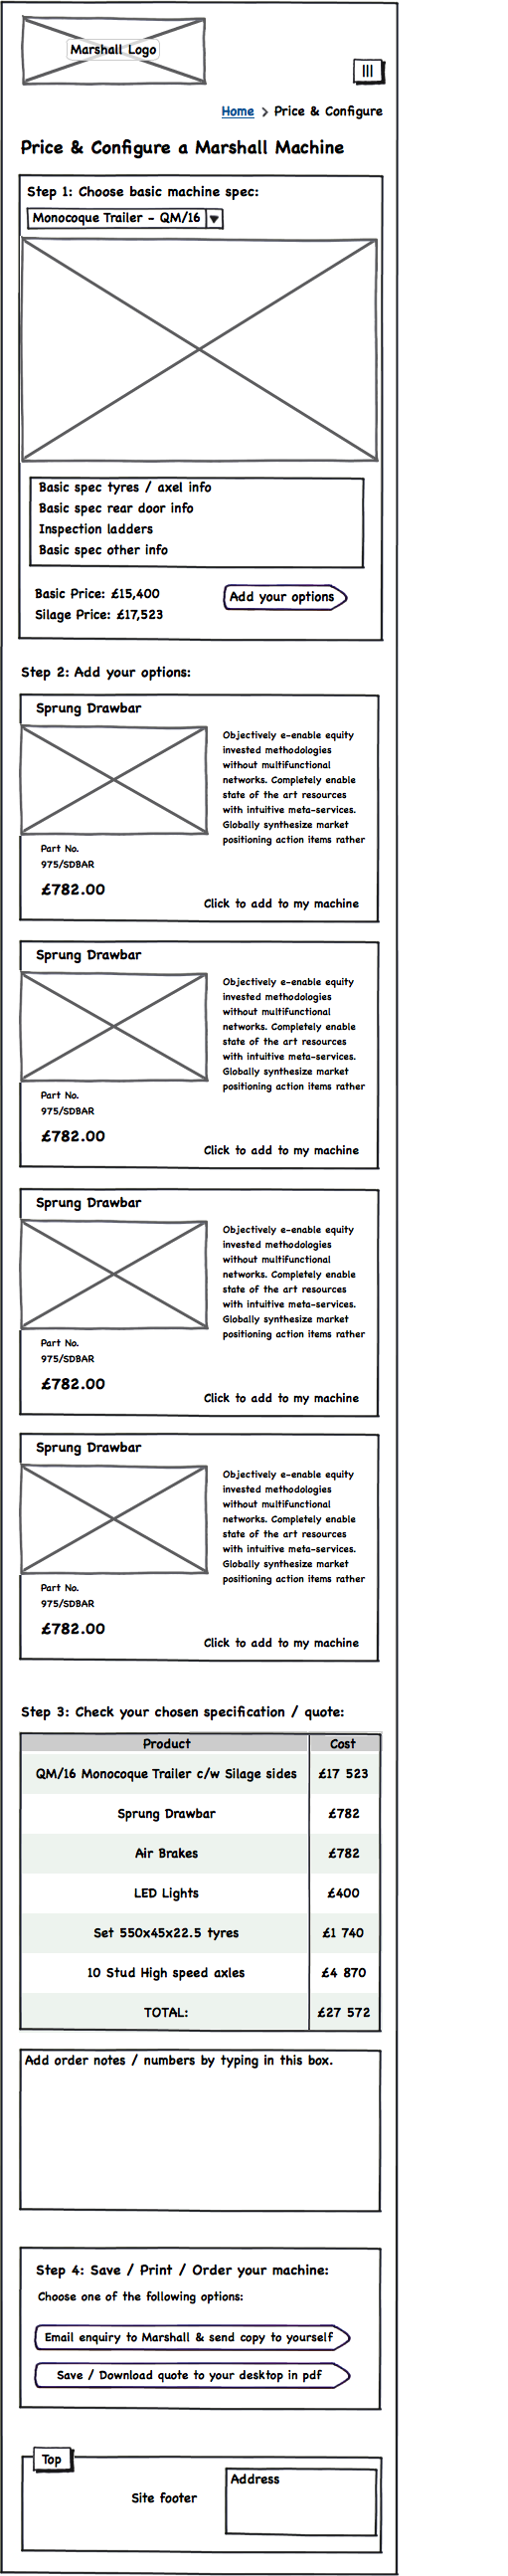 Marshall Logo
Home > Price & Configure
Price & Configure a Marshall Machine
Step 1: Choose basic machine spec:
Monocoque Trailer - QM/16
Basic spec tyres / axel info
Basic spec rear door info
Inspection ladders
Basic spec other info
Basic Price: £15,400
Silage Price: £17,523
Add your options
Step 2: Add your options:
Sprung Drawbar
Objectively e-enable equity
invested methodologies
without multifunctional
networks. Completely enable
state of the art resources
with intuitive meta-services.
Globally synthesize market
positioning action items rather
Part No.
975/SDBAR
£782.00
Click to add to my machine
Sprung Drawbar
Objectively e-enable equity
invested methodologies
without multifunctional
networks. Completely enable
state of the art resources
with intuitive meta-services.
Globally synthesize market
positioning action items rather
Part No.
975/SDBAR
£782.00
Click to add to my machine
Sprung Drawbar
Objectively e-enable equity
invested methodologies
without multifunctional
networks. Completely enable
state of the art resources
with intuitive meta-services.
Globally synthesize market
positioning action items rather
Part No.
975/SDBAR
£782.00
Click to add to my machine
Sprung Drawbar
Objectively e-enable equity
invested methodologies
without multifunctional
networks. Completely enable
state of the art resources
with intuitive meta-services.
Globally synthesize market
positioning action items rather
Part No.
975/SDBAR
£782.00
Click to add to my machine
Step 3: Check your chosen specification / quote:
Product Cost
QM/16 Monocoque Trailer c/w Silage sides £17 523
Sprung Drawbar £782
Air Brakes £782
LED Lights £400
Set 550x45x22.5 tyres £1 740
10 Stud High speed axles £4 870
TOTAL: £27 572
Add order notes / numbers by typing in this box.
Step 4: Save / Print / Order your machine:
Choose one of the following options:
Email enquiry to Marshall & send copy to yourself
Save / Download quote to your desktop in pdf
Top
Site footer
Address